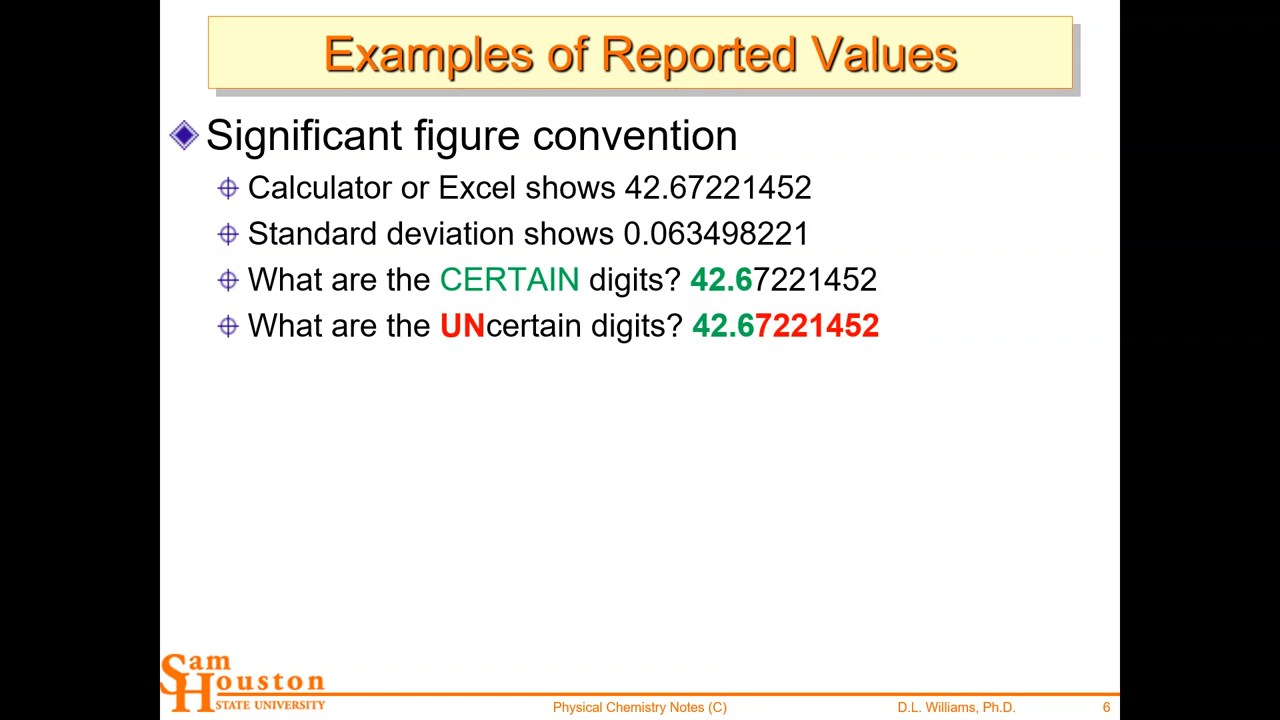 Examples of Reported Values
Significant figure convention
Calculator or Excel shows 42.67221452
Standard deviation shows 0.063498221
What are the CERTAIN digits? 42.67221452
What are the UNcertain digits? 42.67221452
Sam
Houston
STATE UNIVERSITY
Physical Chemistry Notes (C)
D.L. Williams, Ph.D.
6